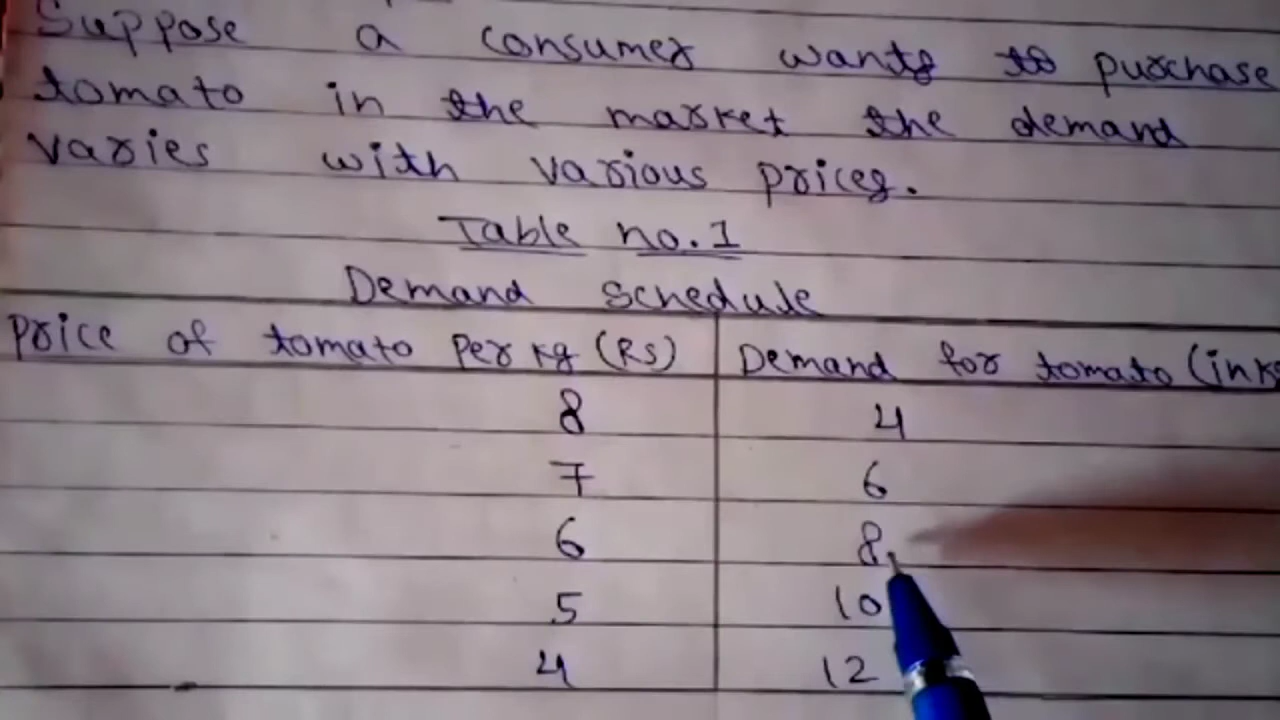 Suppose a consumer wants to purchase
tomato in the market the demand
varies with various prices.
Table no.1
Demand schedule
Price of tomato Per kg (RS) Demand for tomato (in
8 4
7 6
6 8
5 10
4 12